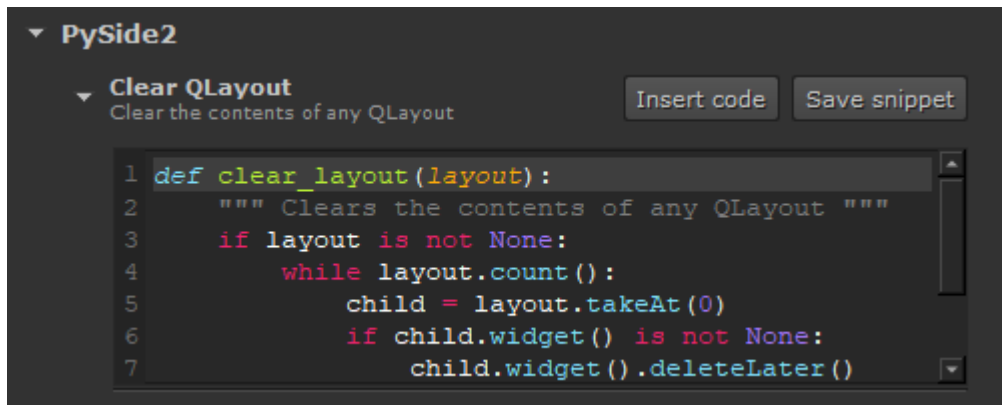 PySide2
Clear QLayout
Clear the contents of any QLayout
Insert code
Save snippet
1 def clear_layout(layout):
2     """ Clears the contents of any QLayout """
3     if layout is not None:
4         while layout.count():
5             child = layout.takeAt(0)
6             if child.widget() is not None:
7                 child.widget().deleteLater()